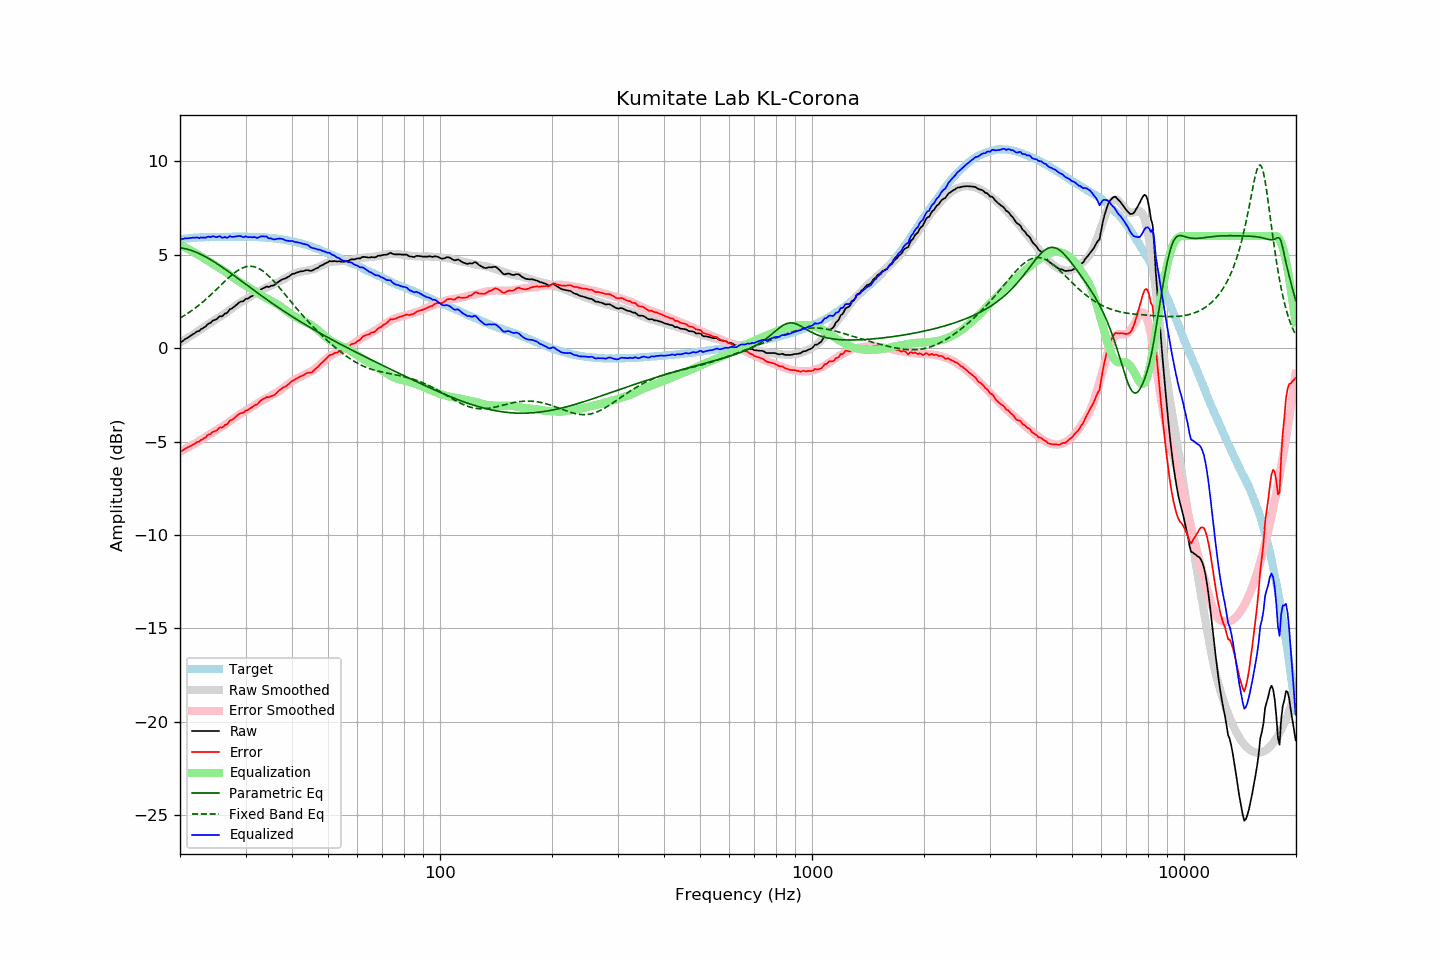 Kumitate Lab KL-Corona
10
5
0
−5
−10
−15
−20
−25
Amplitude (dBr)
Target
Raw Smoothed
Error Smoothed
Raw
Error
Equalization
Parametric Eq
Fixed Band Eq
Equalized
100
1000
10000
Frequency (Hz)